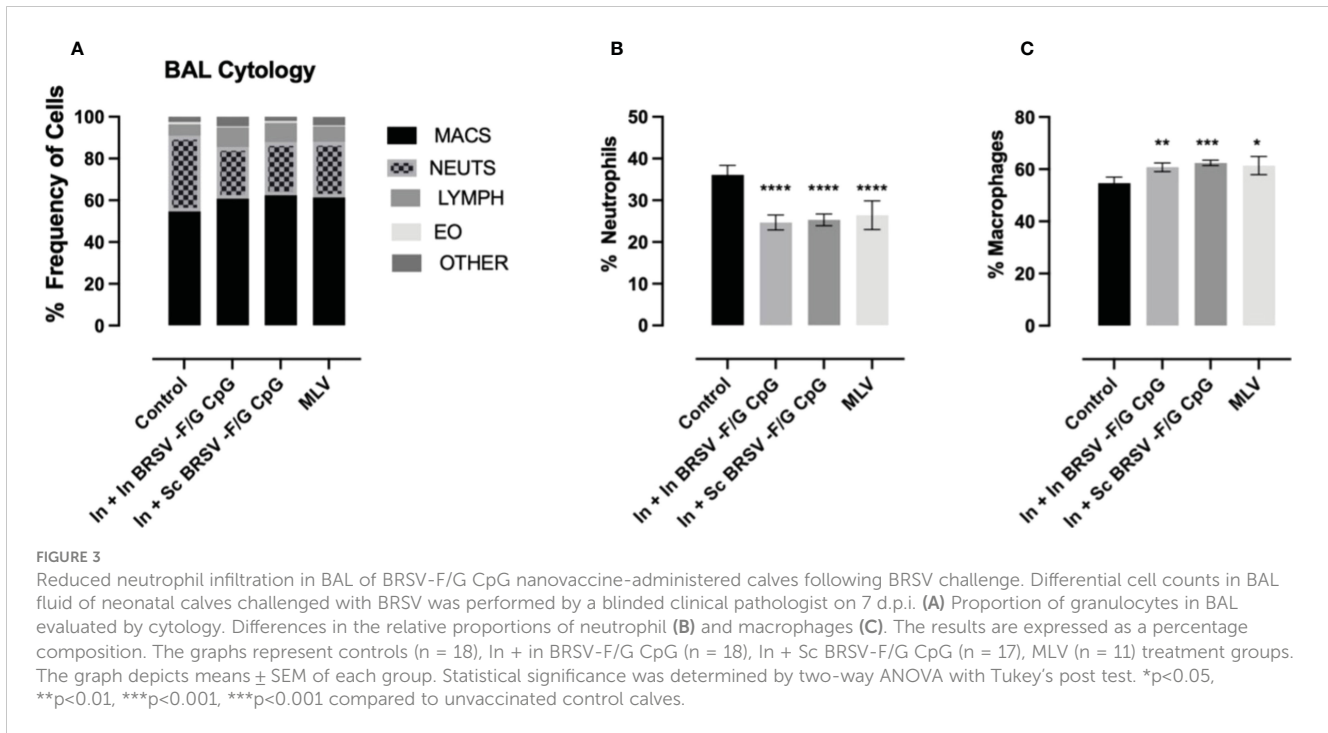 A
BAL Cytology
% Frequency of Cells
100
80
60
40
20
0
MACS
NEUTS
LYMPH
EO
OTHER
Control
In + In BRSV -F/G CpG
In + Sc BRSV -F/G CpG
MLV
B
% Neutrophils
50
40
30
20
10
0
****
****
****
Control
In + In BRSV -F/G CpG
In + Sc BRSV -F/G CpG
MLV
C
% Macrophages
80
60
40
20
0
**
***
*
Control
In + In BRSV -F/G CpG
In + Sc BRSV -F/G CpG
MLV
FIGURE 3
Reduced neutrophil infiltration in BAL of BRSV-F/G CpG nanovaccine-administered calves following BRSV challenge. Differential cell counts in BAL
fluid of neonatal calves challenged with BRSV was performed by a blinded clinical pathologist on 7 d.p.i. (A) Proportion of granulocytes in BAL
evaluated by cytology. Differences in the relative proportions of neutrophil (B) and macrophages (C). The results are expressed as a percentage
composition. The graphs represent controls (n = 18), In + in BRSV-F/G CpG (n = 18), In + Sc BRSV-F/G CpG (n = 17), MLV (n = 11) treatment groups.
The graph depicts means ± SEM of each group. Statistical significance was determined by two-way ANOVA with Tukey's post test. *p<0.05,
**p<0.01, ***p<0.001, ***p<0.001 compared to unvaccinated control calves.